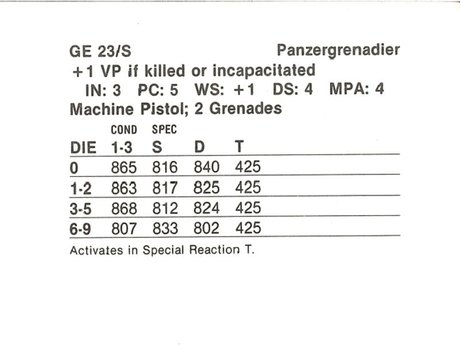 GE 23/S Panzergrenadier
+1 VP if killed or incapacitated
IN: 3 PC: 5 WS: +1 DS: 4 MPA: 4
Machine Pistol; 2 Grenades
COND SPEC
DIE 1-3 S D T
0 865 816 840 425
1-2 863 817 825 425
3-5 868 812 824 425
6-9 807 833 802 425
Activates in Special Reaction T.